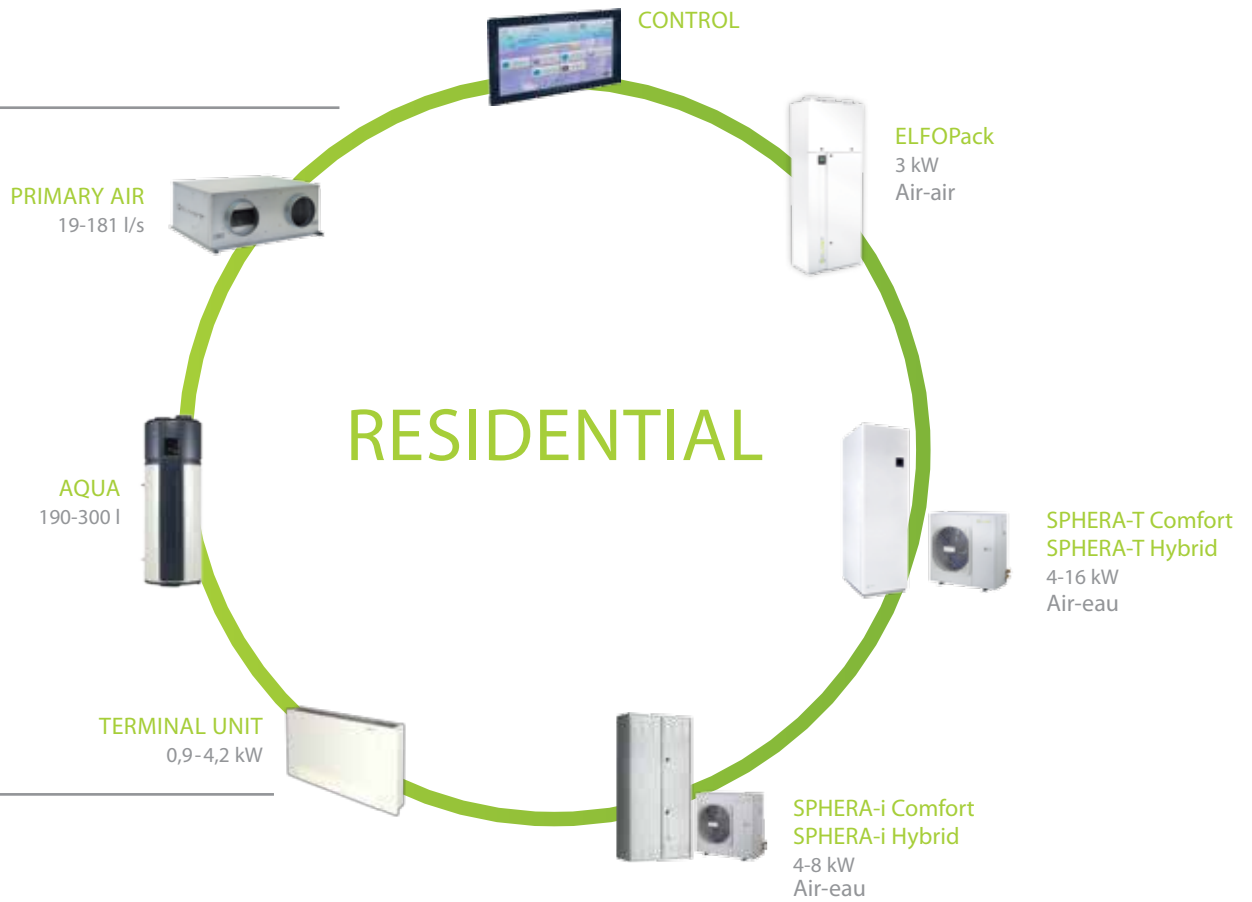 CONTROL
ELFOPack
3 kW
Air-air
PRIMARY AIR
19-181 l/s
RESIDENTIAL
AQUA
190-300 l
SPHERA-T Comfort
SPHERA-T Hybrid
4-16 kW
Air-eau
TERMINAL UNIT
0,9-4,2 kW
SPHERA-i Comfort
SPHERA-i Hybrid
4-8 kW
Air-eau